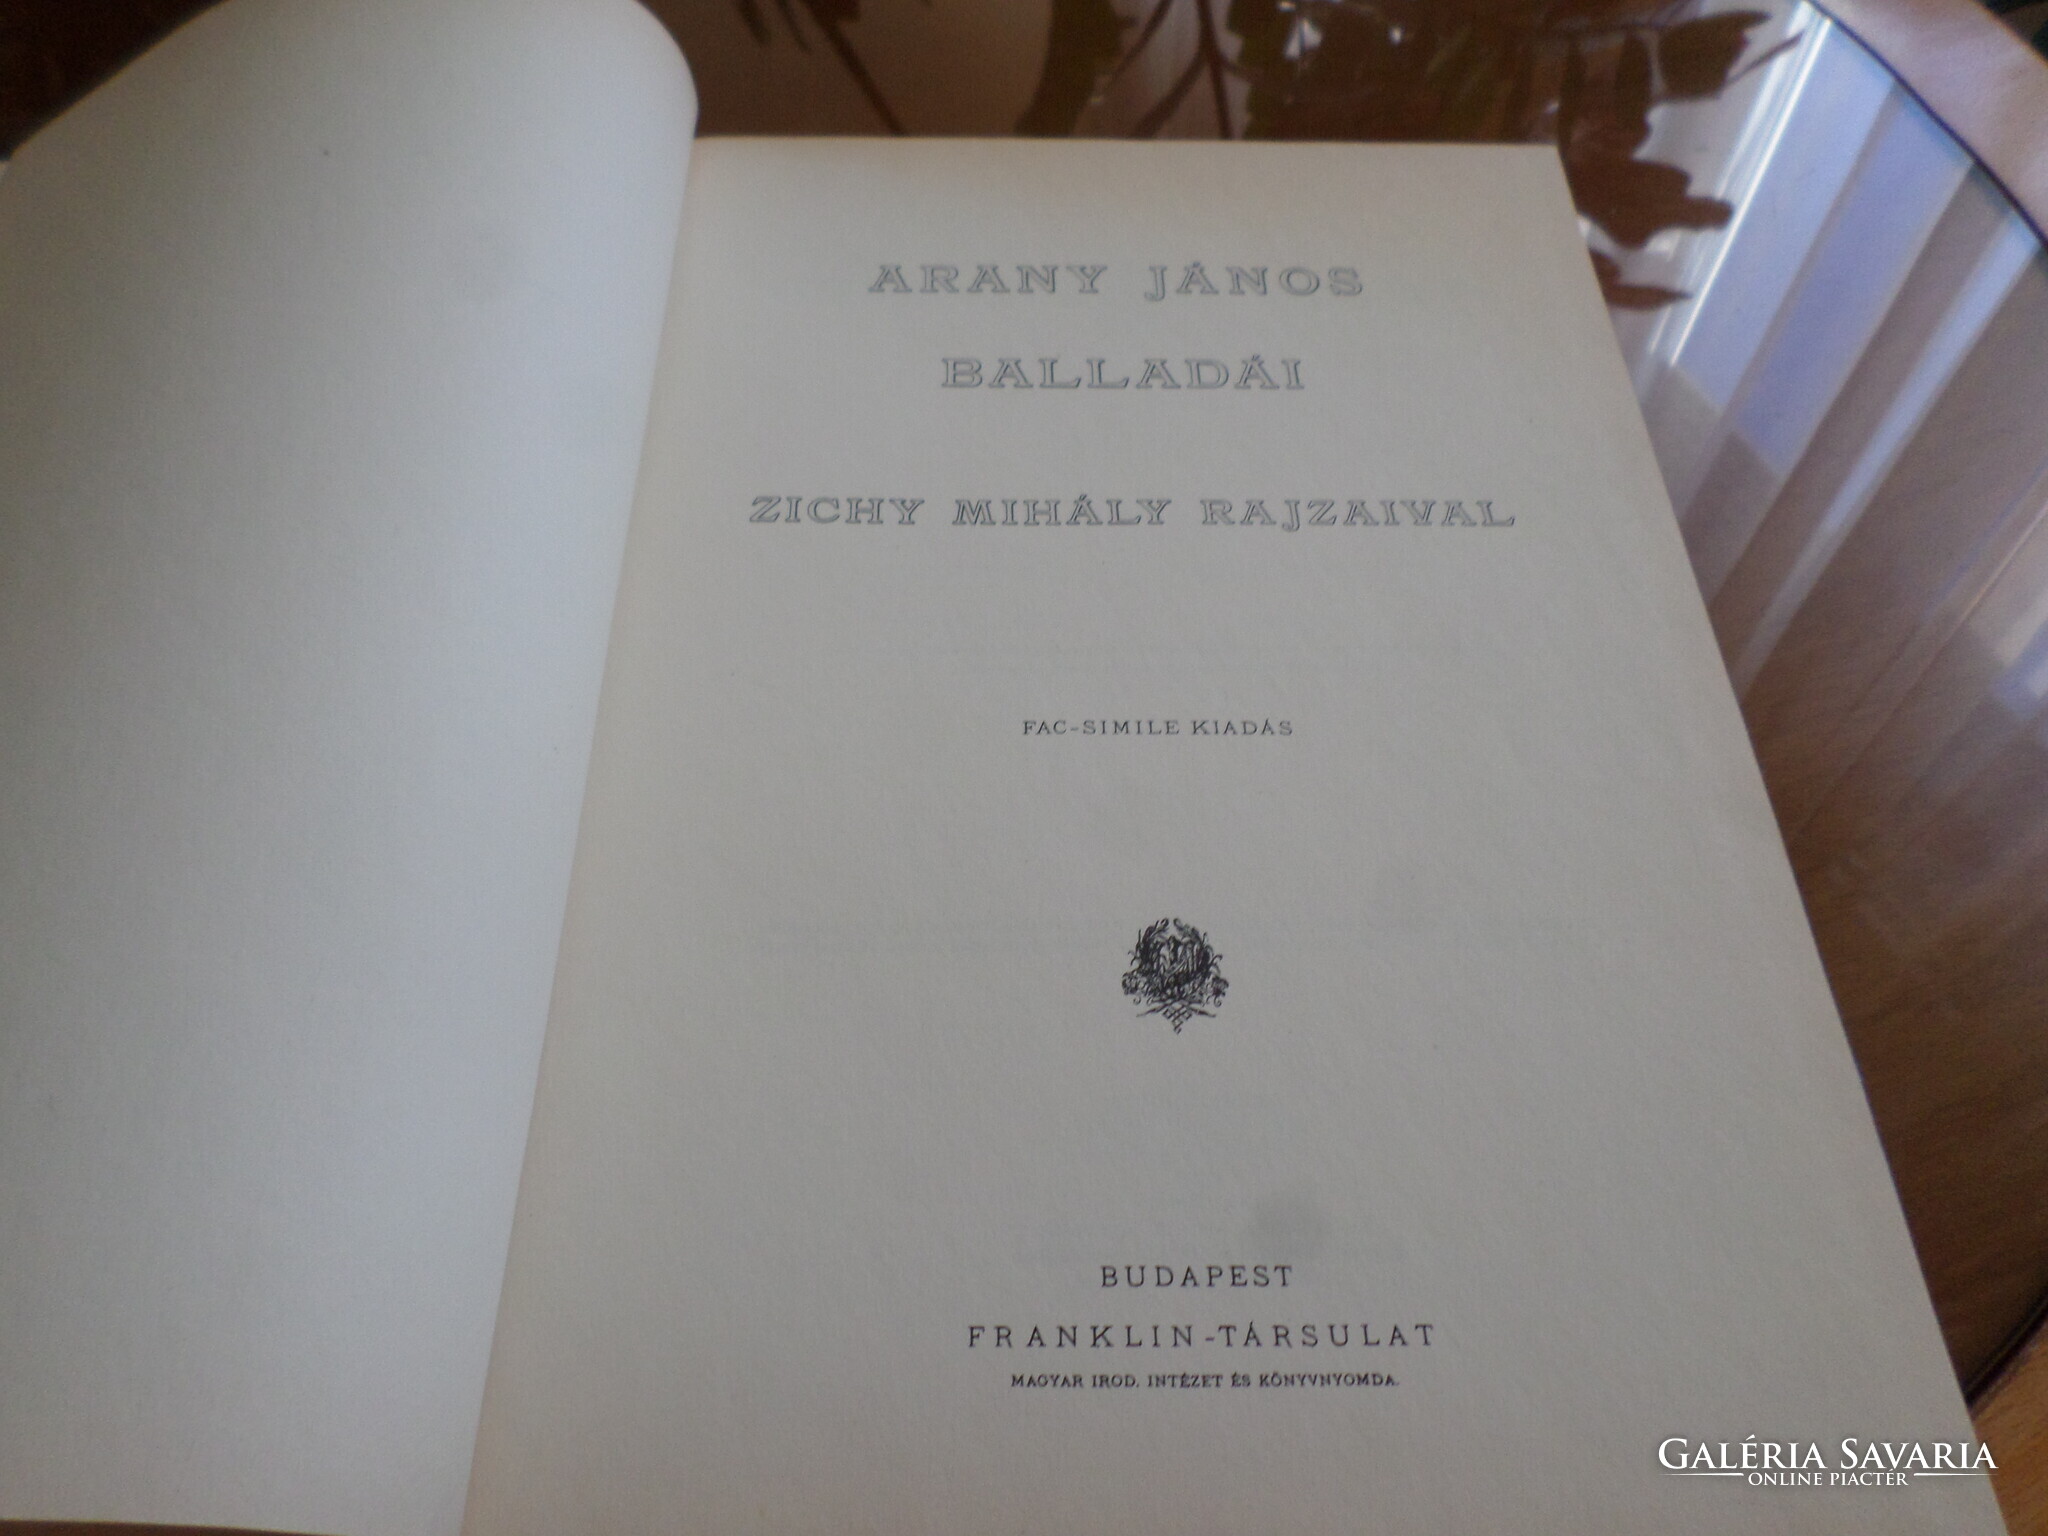 ARANY JÁNOS
BALLADÁI
ZICHY MIHÁLY RAJZAIVAL
FAC-SIMILE KIADÁS
BUDAPEST
FRANKLIN-TÁRSULAT
MAGYAR IROD. INTÉZET ÉS KÖNYVNYOMDA.
GALÉRIA SAVARIA
ONLINE PIACTÉR